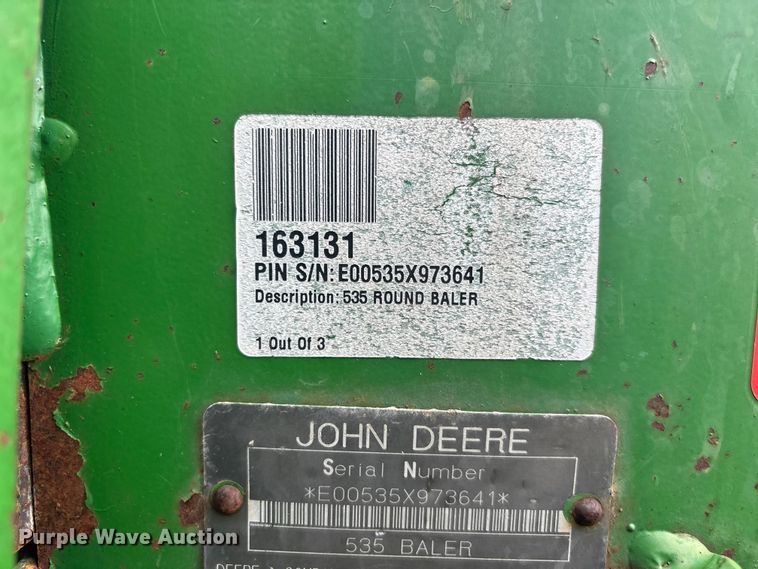 163131
PIN S/N: E00535X973641
Description: 535 ROUND BALER
1 Out Of 3
JOHN DEERE
Serial Number
*E00535X973641*
535 BALER
Purple Wave Auction
DEERE &